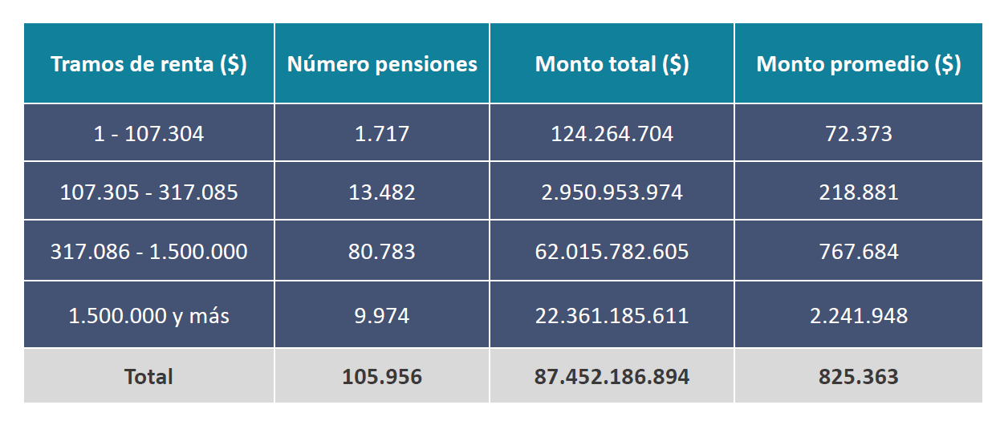 Tramos de renta ($) Número pensiones Monto total ($) Monto promedio ($)
1 - 107.304 1.717 124.264.704 72.373
107.305 - 317.085 13.482 2.950.953.974 218.881
317.086 - 1.500.000 80.783 62.015.782.605 767.684
1.500.000 y más 9.974 22.361.185.611 2.241.948
Total 105.956 87.452.186.894 825.363